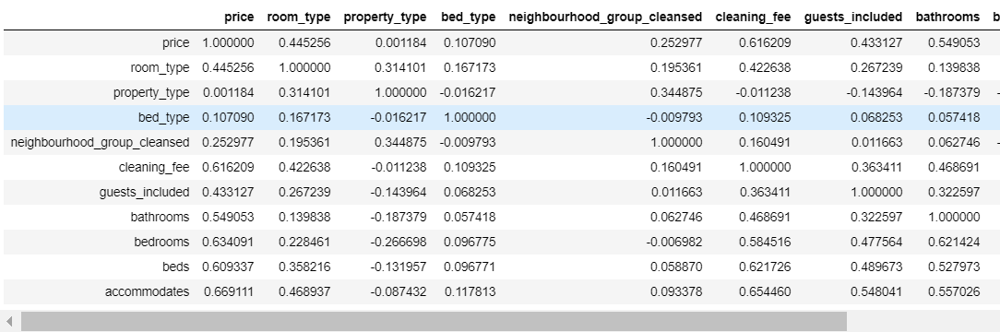 price room_type property_type bed_type neighbourhood_group_cleansed cleaning_fee guests_included bathrooms b
price 1.000000 0.445256 0.001184 0.107090 0.252977 0.616209 0.433127 0.549053
room_type 0.445256 1.000000 0.314101 0.167173 0.195361 0.422638 0.267239 0.139838
property_type 0.001184 0.314101 1.000000 -0.016217 0.344875 -0.011238 -0.143964 -0.187379 -
bed_type 0.107090 0.167173 -0.016217 1.000000 -0.009793 0.109325 0.068253 0.057418
neighbourhood_group_cleansed 0.252977 0.195361 0.344875 -0.009793 1.000000 0.160491 0.011663 0.062746 -
cleaning_fee 0.616209 0.422638 -0.011238 0.109325 0.160491 1.000000 0.363411 0.468691
guests_included 0.433127 0.267239 -0.143964 0.068253 0.011663 0.363411 1.000000 0.322597
bathrooms 0.549053 0.139838 -0.187379 0.057418 0.062746 0.468691 0.322597 1.000000
bedrooms 0.634091 0.228461 -0.266698 0.096775 -0.006982 0.584516 0.477564 0.621424
beds 0.609337 0.358216 -0.131957 0.096771 0.058870 0.621726 0.489673 0.527973
accommodates 0.669111 0.468937 -0.087432 0.117813 0.093378 0.654460 0.548041 0.557026